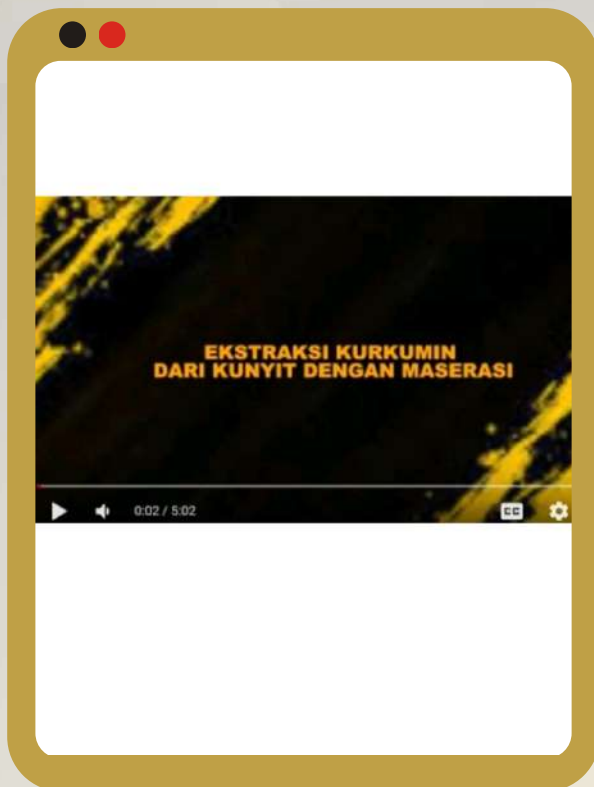 EKSTRAKSI KURKUMIN
DARI KUNYIT DENGAN MASERASI
0:02 / 5:02
CC